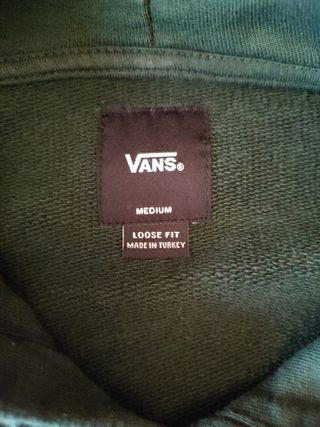 VANS®
MEDIUM
LOOSE FIT
MADE IN TURKEY